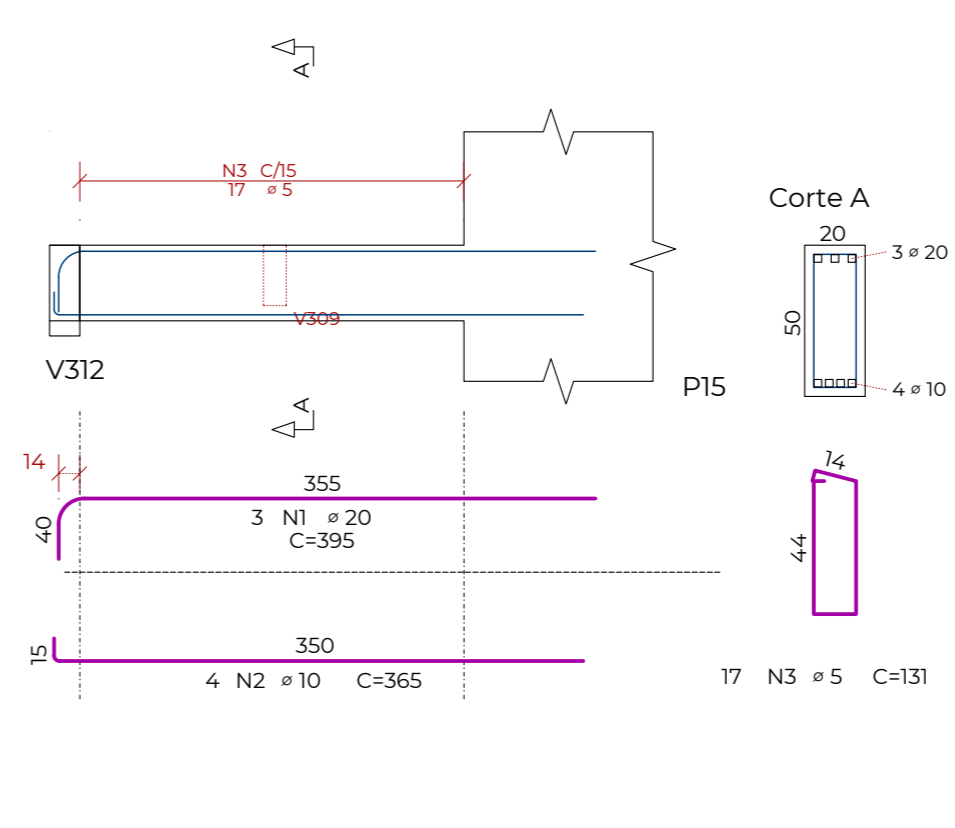 A
N3 C/15
17 ø 5
Corte A
20
3 ø 20
50
V309
V312
P15
4 ø 10
A
14
355
3 N1 ø 20
C=395
40
14
44
350
15
4 N2 ø 10 C=365
17 N3 ø 5 C=131